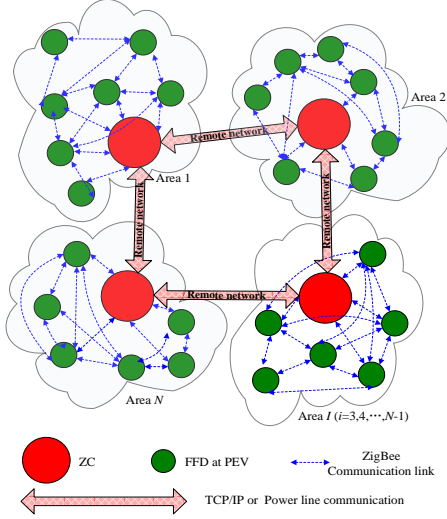 Area 2
Remote network
Area 1
Remote network
Remote network
Remote network
Area N
Area I (i=3,4,⋯,N-1)
ZC
FFD at PEV
ZigBee
Communication link
TCP/IP or Power line communication